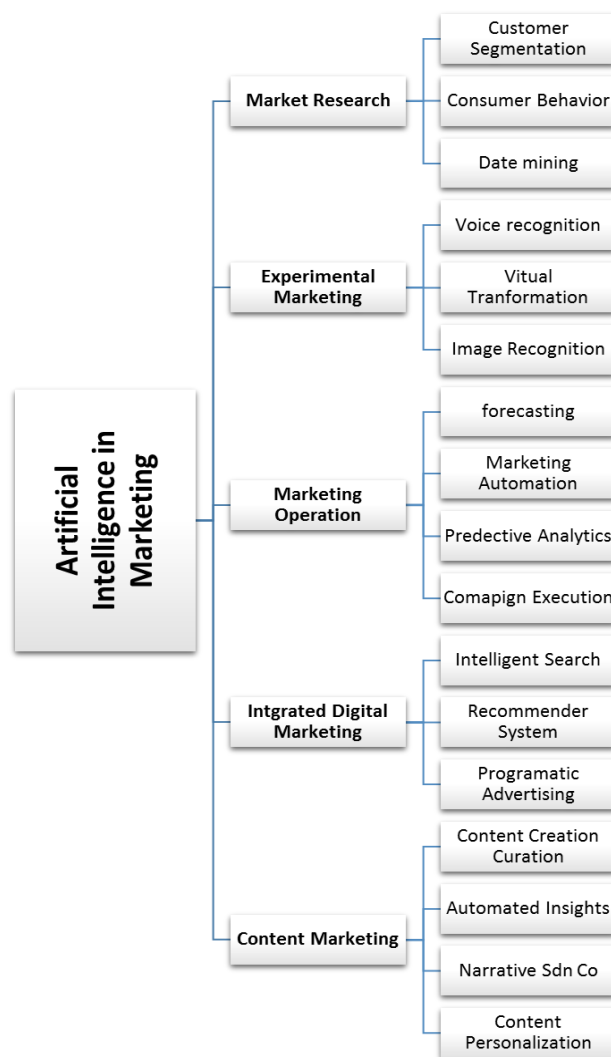 Artificial
Intelligence in
Marketing
Market Research
Customer
Segmentation
Consumer Behavior
Date mining
Experimental
Marketing
Voice recognition
Vitual
Tranformation
Image Recognition
Marketing
Operation
forecasting
Marketing
Automation
Predective Analytics
Comapign Execution
Intgrated Digital
Marketing
Intelligent Search
Recommender
System
Programatic
Advertising
Content Marketing
Content Creation
Curation
Automated Insights
Narrative Sdn Co
Content
Personalization